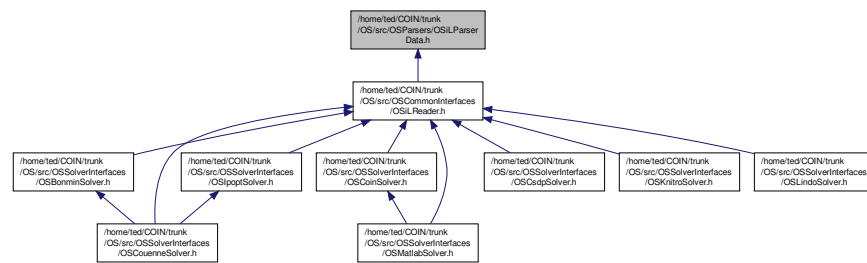 /home/ted/COIN/trunk
/OS/src/OSParsers/OSiLParser
Data.h
/home/ted/COIN/trunk
/OS/src/OSCommonInterfaces
/OSiLReader.h
/home/ted/COIN/trunk
/OS/src/OSSolverInterfaces
/OSBonminSolver.h
/home/ted/COIN/trunk
/OS/src/OSSolverInterfaces
/OSIpoptSolver.h
/home/ted/COIN/trunk
/OS/src/OSSolverInterfaces
/OSCoinSolver.h
/home/ted/COIN/trunk
/OS/src/OSSolverInterfaces
/OSCsdpSolver.h
/home/ted/COIN/trunk
/OS/src/OSSolverInterfaces
/OSKnitroSolver.h
/home/ted/COIN/trunk
/OS/src/OSSolverInterfaces
/OSLindoSolver.h
/home/ted/COIN/trunk
/OS/src/OSSolverInterfaces
/OSCouenneSolver.h
/home/ted/COIN/trunk
/OS/src/OSSolverInterfaces
/OSMatlabSolver.h